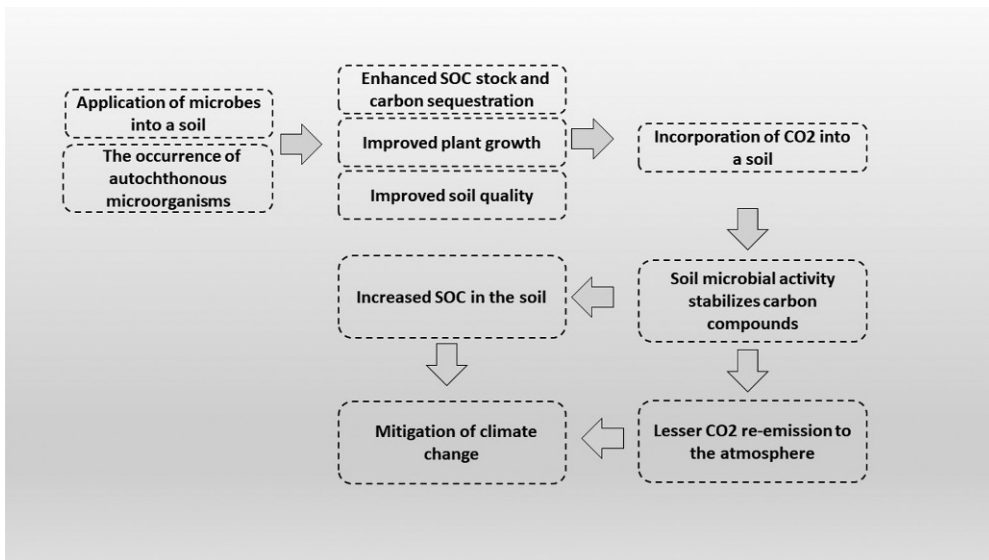 Application of microbes
into a soil
The occurrence of
autochthonous
microorganisms
Enhanced SOC stock and
carbon sequestration
Improved plant growth
Improved soil quality
Incorporation of CO2 into
a soil
Soil microbial activity
stabilizes carbon
compounds
Increased SOC in the soil
Lesser CO2 re-emission to
the atmosphere
Mitigation of climate
change